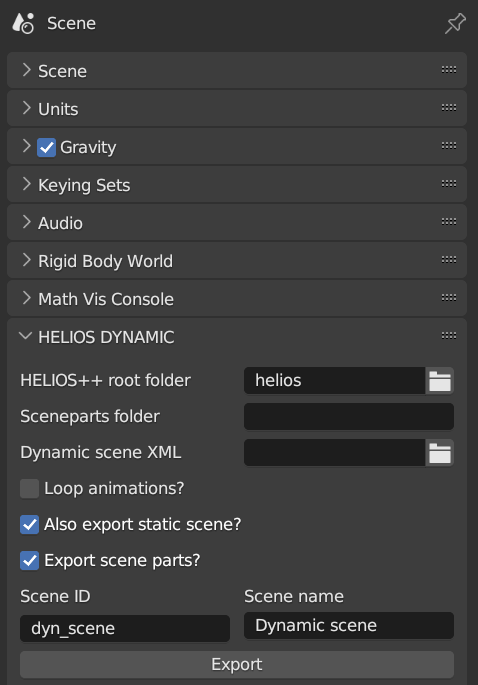 Scene
Scene
Units
Gravity
Keying Sets
Audio
Rigid Body World
Math Vis Console
HELIOS DYNAMIC
HELIOS++ root folder helios
Sceneparts folder
Dynamic scene XML
Loop animations?
Also export static scene?
Export scene parts?
Scene ID Scene name
dyn_scene Dynamic scene
Export